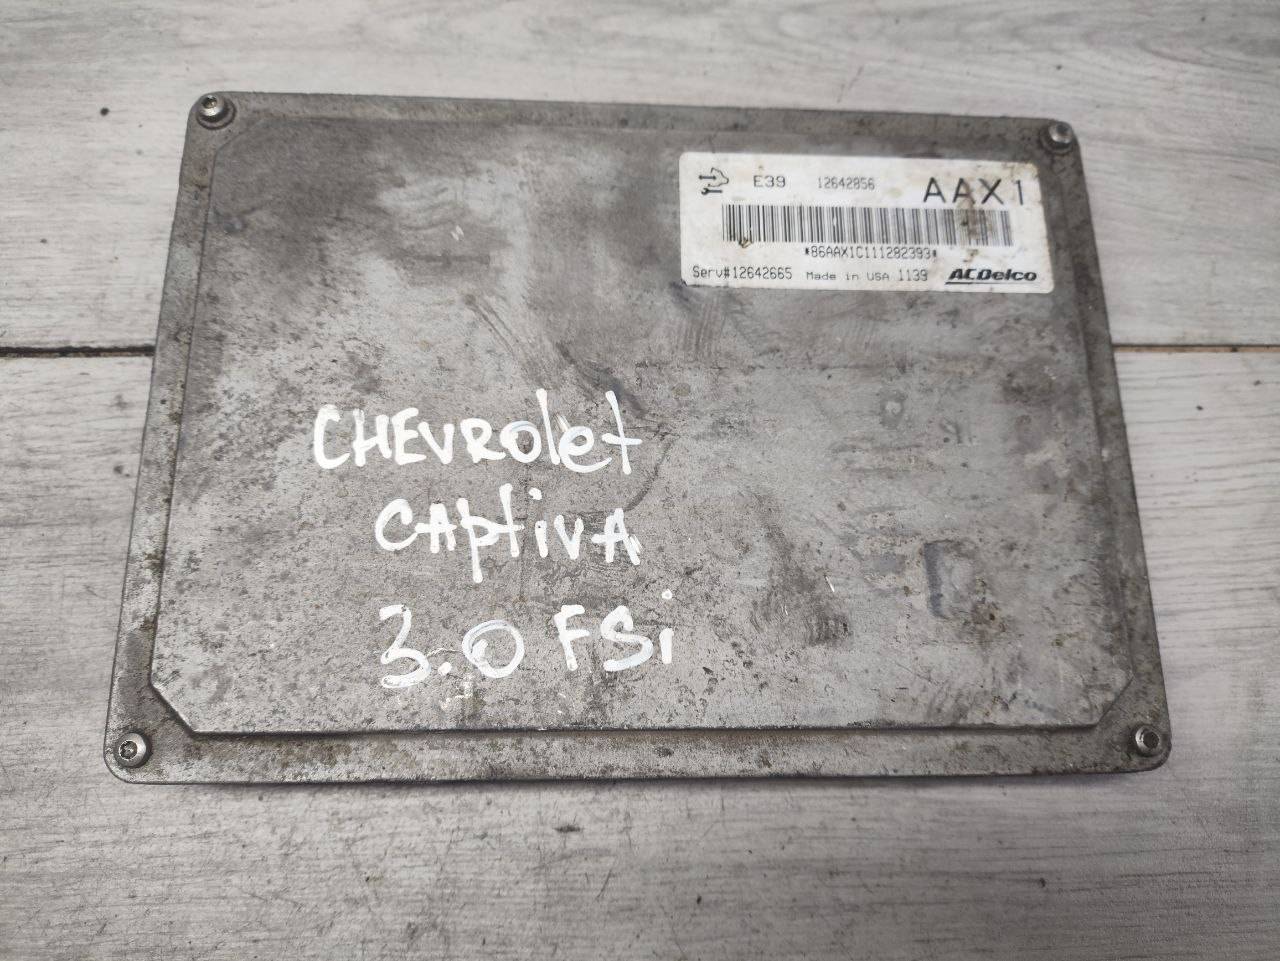 E39 12642856 AAX1
*86AAX1C111282393*
Serv#12642665 Made in USA 1139 ACDelco
CHEVROlet
CAptivA
3.0 FSi